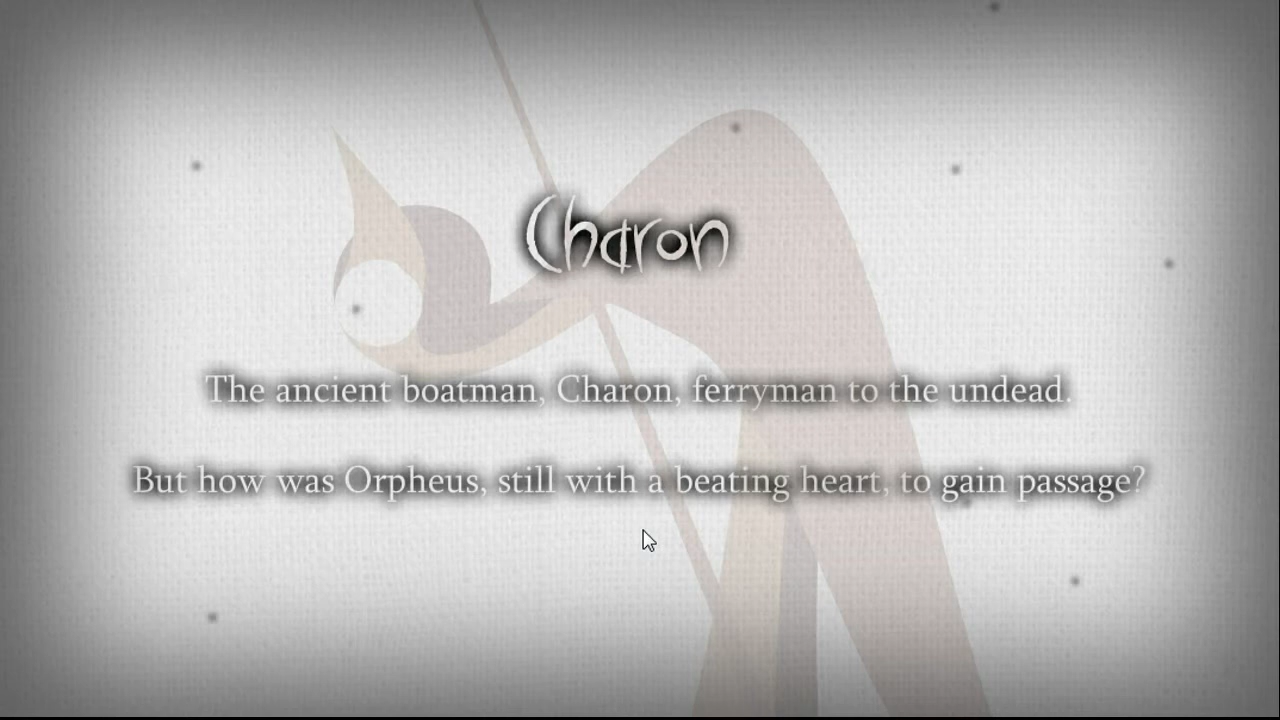 Charon
The ancient boatman, Charon, ferryman to the undead.
But how was Orpheus, still with a beating heart, to gain passage?